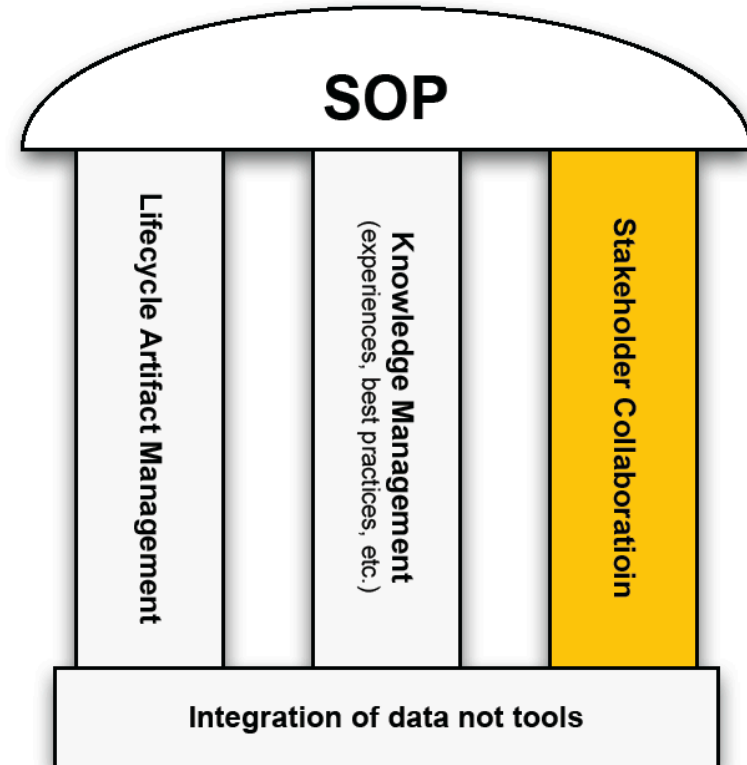 SOP
Lifecycle Artifact Management
Knowledge Management
(experiences, best practices, etc.)
Stakeholder Collaboratioin
Integration of data not tools